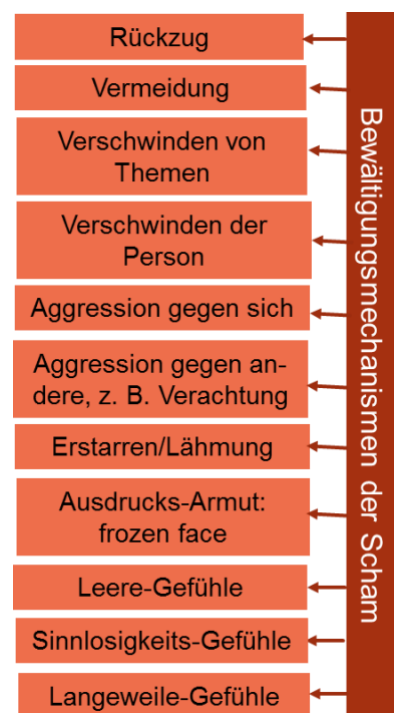 Rückzug
Vermeidung
Verschwinden von
Themen
Verschwinden der
Person
Aggression gegen sich
Aggression gegen an-
dere, z. B. Verachtung
Erstarren/Lähmung
Ausdrucks-Armut:
frozen face
Leere-Gefühle
Sinnlosigkeits-Gefühle
Langeweile-Gefühle
Bewältigungsmechanismen der Scham